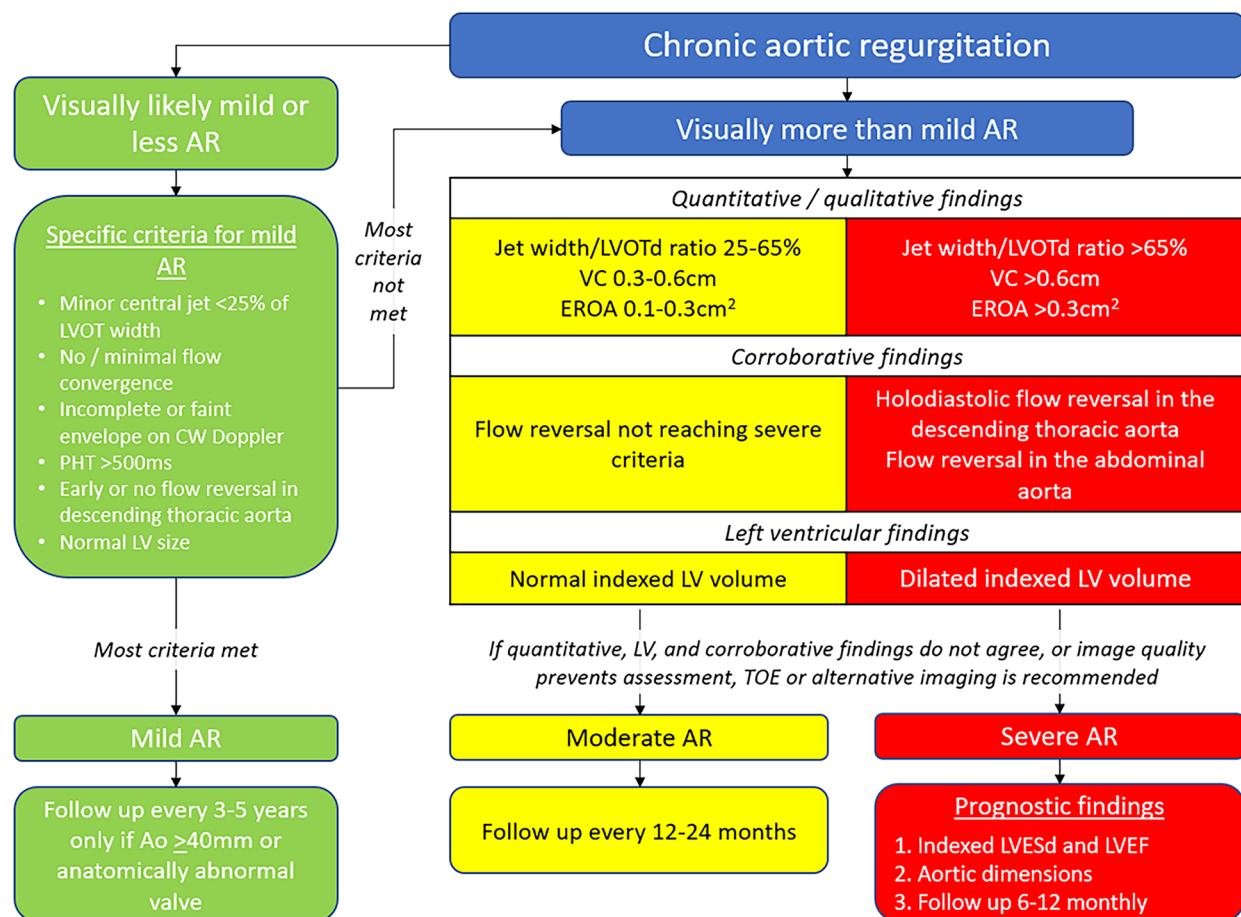 Chronic aortic regurgitation
Visually likely mild or
less AR
Visually more than mild AR
Specific criteria for mild
AR
• Minor central jet <25% of
LVOT width
• No / minimal flow
convergence
• Incomplete or faint
envelope on CW Doppler
• PHT >500ms
• Early or no flow reversal in
descending thoracic aorta
• Normal LV size
Most
criteria
not
met
Quantitative / qualitative findings
Jet width/LVOTd ratio 25-65%
VC 0.3-0.6cm
EROA 0.1-0.3cm²
Jet width/LVOTd ratio >65%
VC >0.6cm
EROA >0.3cm²
Corroborative findings
Flow reversal not reaching severe
criteria
Holodiastolic flow reversal in the
descending thoracic aorta
Flow reversal in the abdominal
aorta
Left ventricular findings
Normal indexed LV volume
Dilated indexed LV volume
Most criteria met
If quantitative, LV, and corroborative findings do not agree, or image quality
prevents assessment, TOE or alternative imaging is recommended
Mild AR
Moderate AR
Severe AR
Follow up every 3-5 years
only if Ao ≥40mm or
anatomically abnormal
valve
Follow up every 12-24 months
Prognostic findings
1. Indexed LVESd and LVEF
2. Aortic dimensions
3. Follow up 6-12 monthly